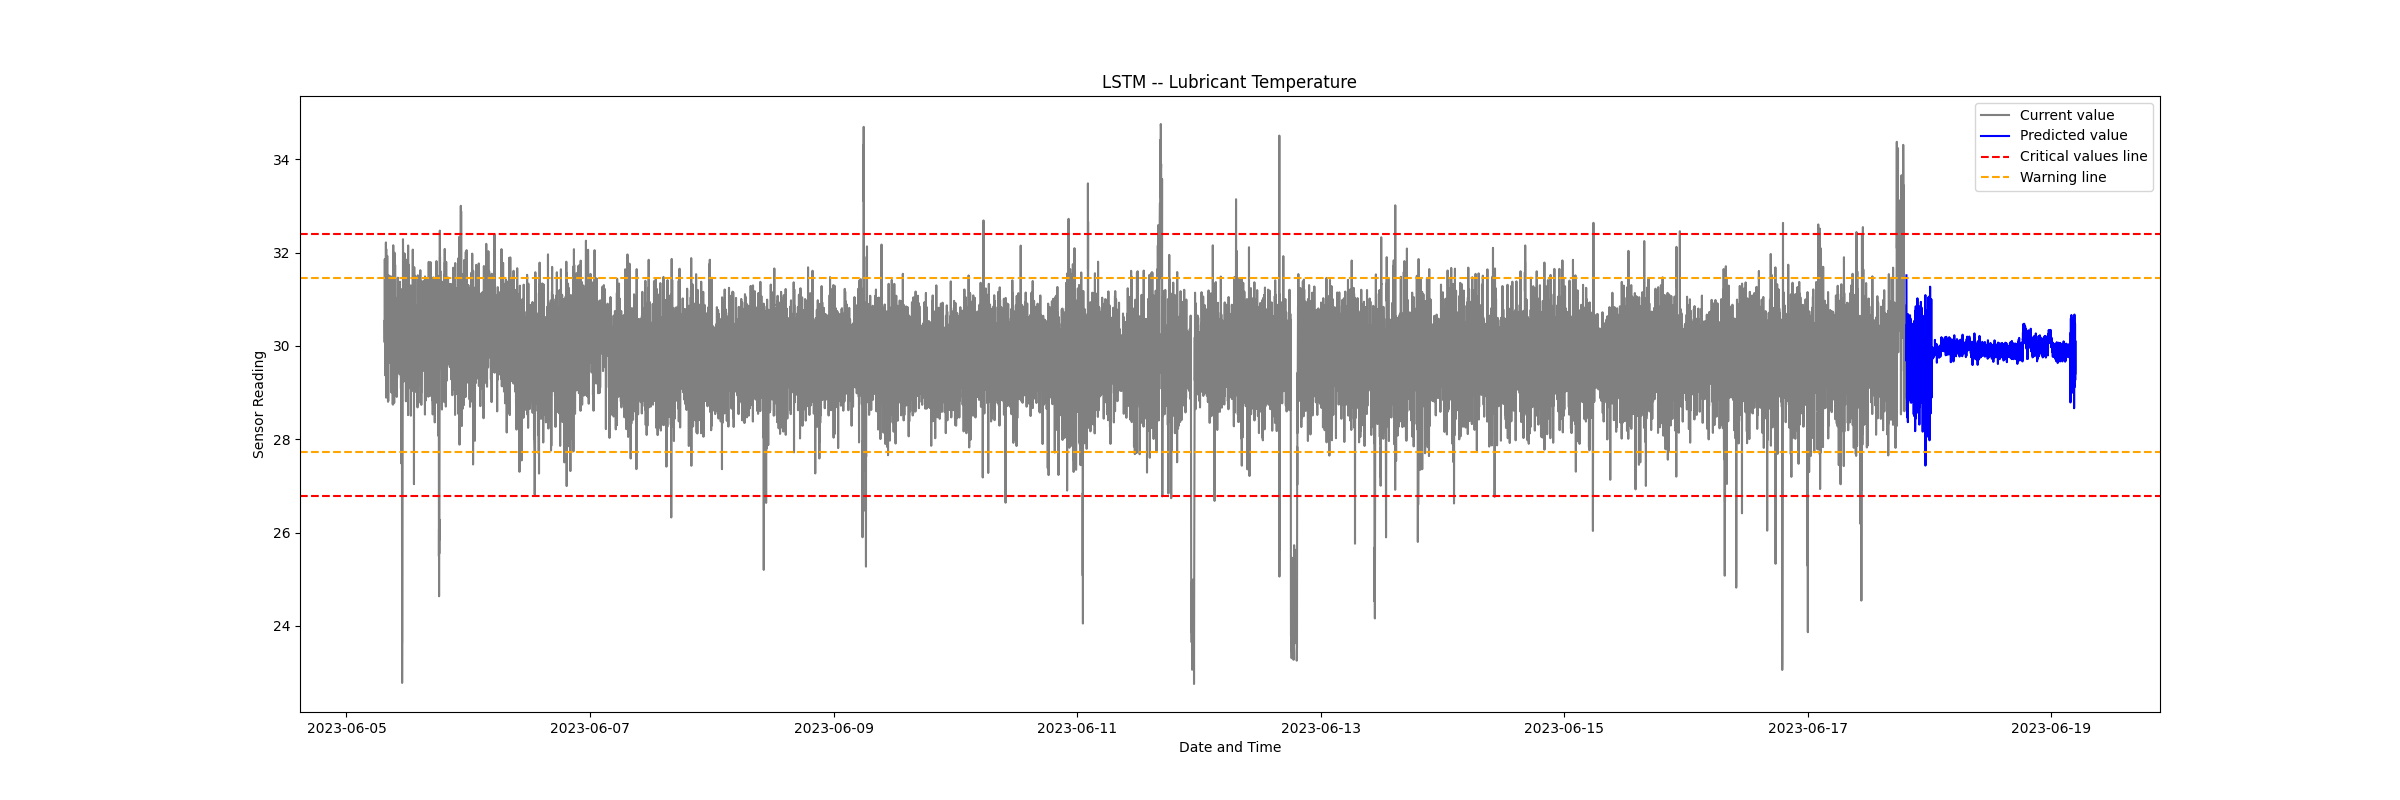 LSTM -- Lubricant Temperature
Current value
Predicted value
Critical values line
Warning line
Sensor Reading
34
32
30
28
26
24
2023-06-05 2023-06-07 2023-06-09 2023-06-11 2023-06-13 2023-06-15 2023-06-17 2023-06-19
Date and Time